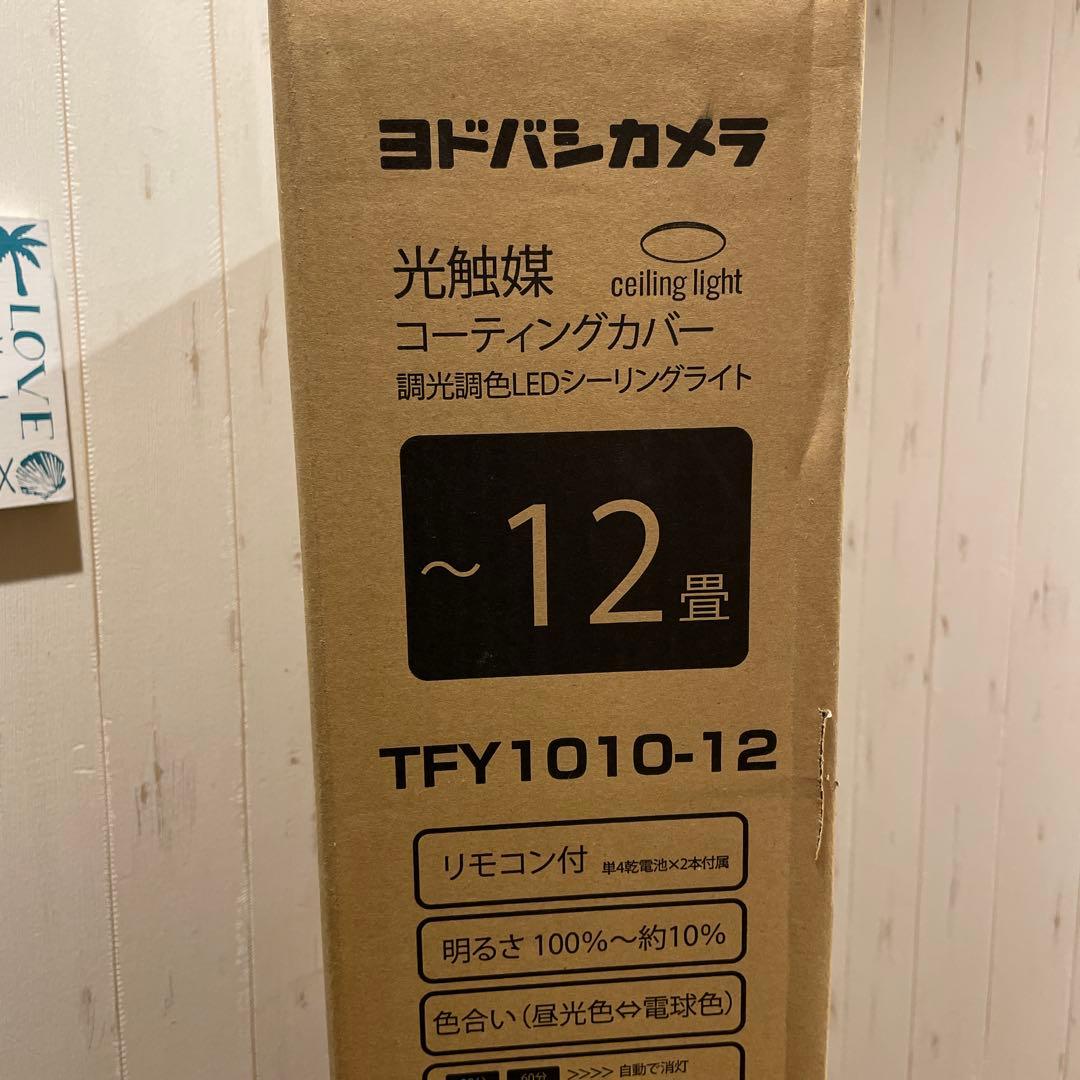 ヨドバシカメラ
光触媒
ceiling light
コーティングカバー
調光調色LEDシーリングライト
～12畳
TFY1010-12
リモコン付 単4乾電池×2本付属
明るさ 100%～約10%
色合い(昼光色⇔電球色)
60分 >>>> 自動で消灯
LOVE